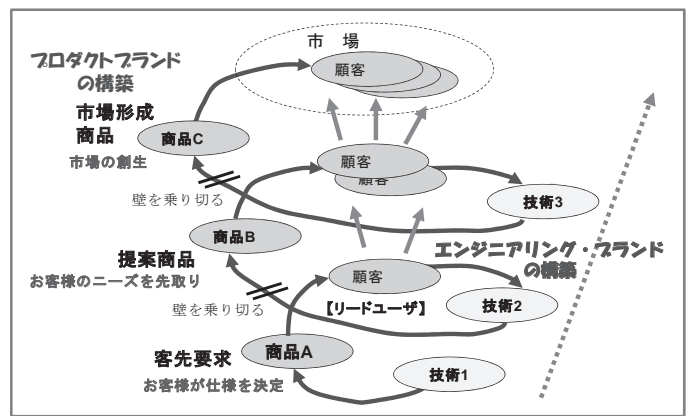 市 場
プロダクトブランド
の構築
顧客
市場形成
商品
商品C
市場の創生
顧客
顧客
壁を乗り切る
技術3
商品B
エンジニアリング・ブランド
の構築
提案商品
お客様のニーズを先取り
顧客
【リードユーザ】
技術2
壁を乗り切る
商品A
客先要求
お客様が仕様を決定
技術1